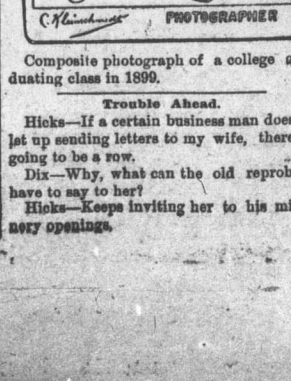 C. Kleinschmidt PHOTOGRAPHER
Composite photograph of a college
duating class in 1899.
Trouble Ahead.
Hicks—If a certain business man doe
let up sending letters to my wife, there
going to be a row.
Dix—Why, what can the old reprob
have to say to her?
Hicks—Keeps inviting her to his mi
nery openings.